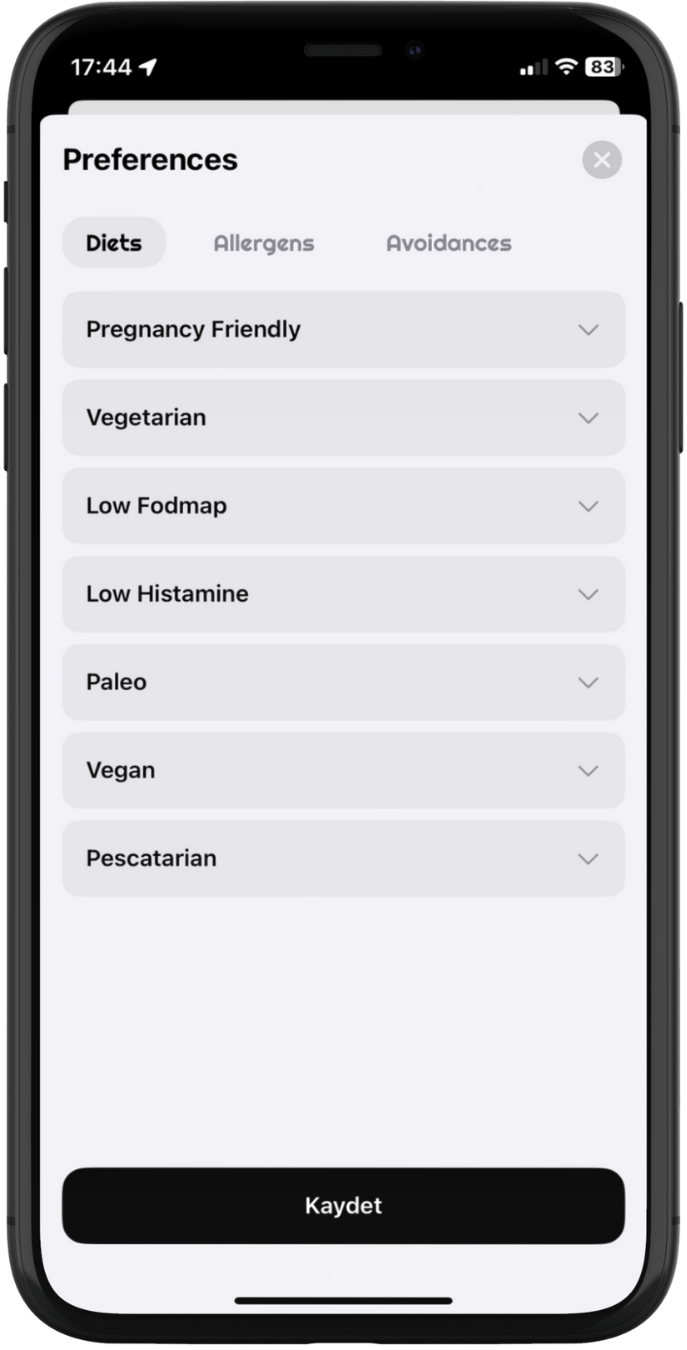 17:44
83
Preferences
Diets Allergens Avoidances
Pregnancy Friendly
Vegetarian
Low Fodmap
Low Histamine
Paleo
Vegan
Pescatarian
Kaydet